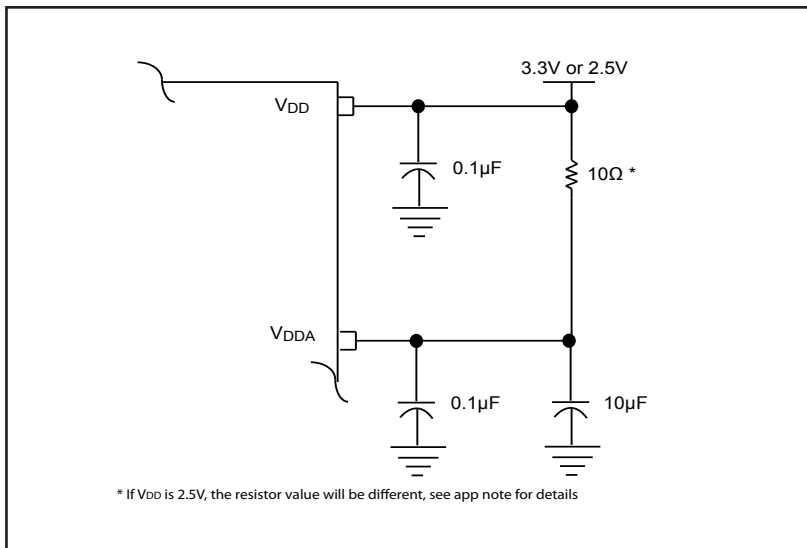 3.3V or 2.5V
VDD
0.1µF
10Ω *
VDDA
0.1µF
10µF
* If VDD is 2.5V, the resistor value will be different, see app note for details